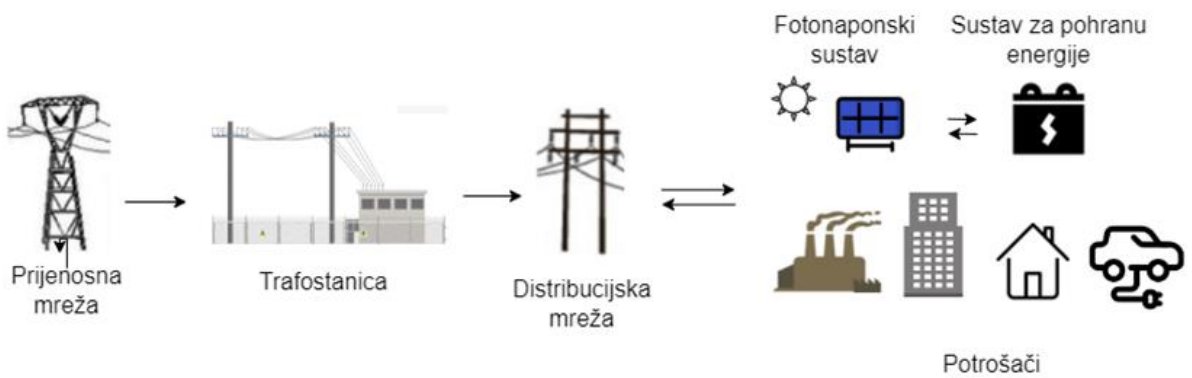 Fotonaponski
sustav
Sustav za pohranu
energije
Prijenosna
mreža
Trafostanica
Distribucijska
mreža
Potrošači